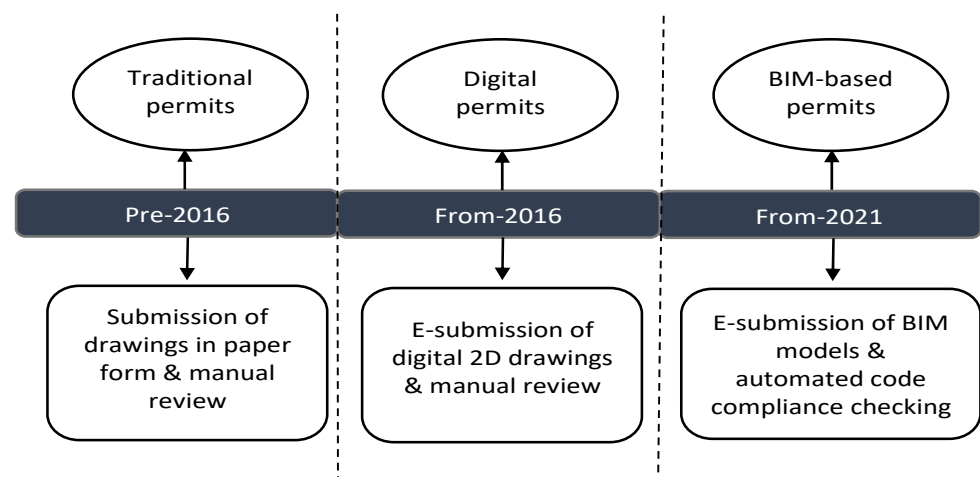 Traditional
permits
Digital
permits
BIM-based
permits
Pre-2016
From-2016
From-2021
Submission of
drawings in paper
form & manual
review
E-submission of
digital 2D drawings
& manual review
E-submission of BIM
models &
automated code
compliance checking